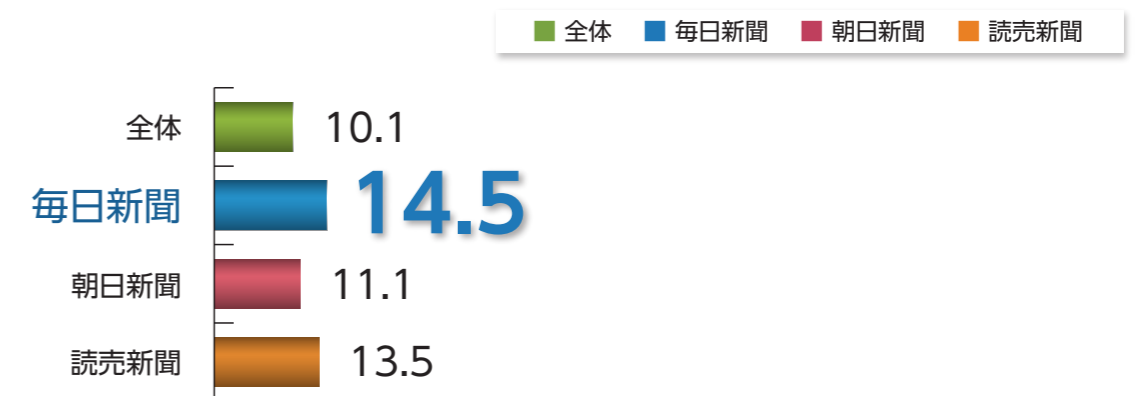 全体 毎日新聞 朝日新聞 読売新聞
全体 10.1
毎日新聞 14.5
朝日新聞 11.1
読売新聞 13.5